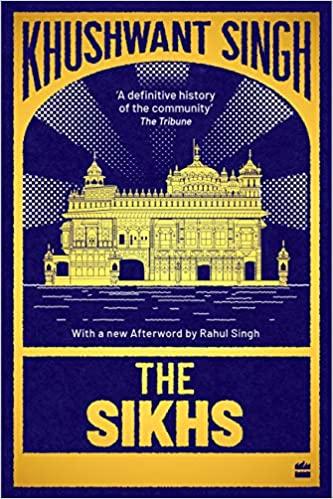 KHUSHWANT SINGH
'A definitive history
of the community'
The Tribune
With a new Afterword by Rahul Singh
THE
SIKHS